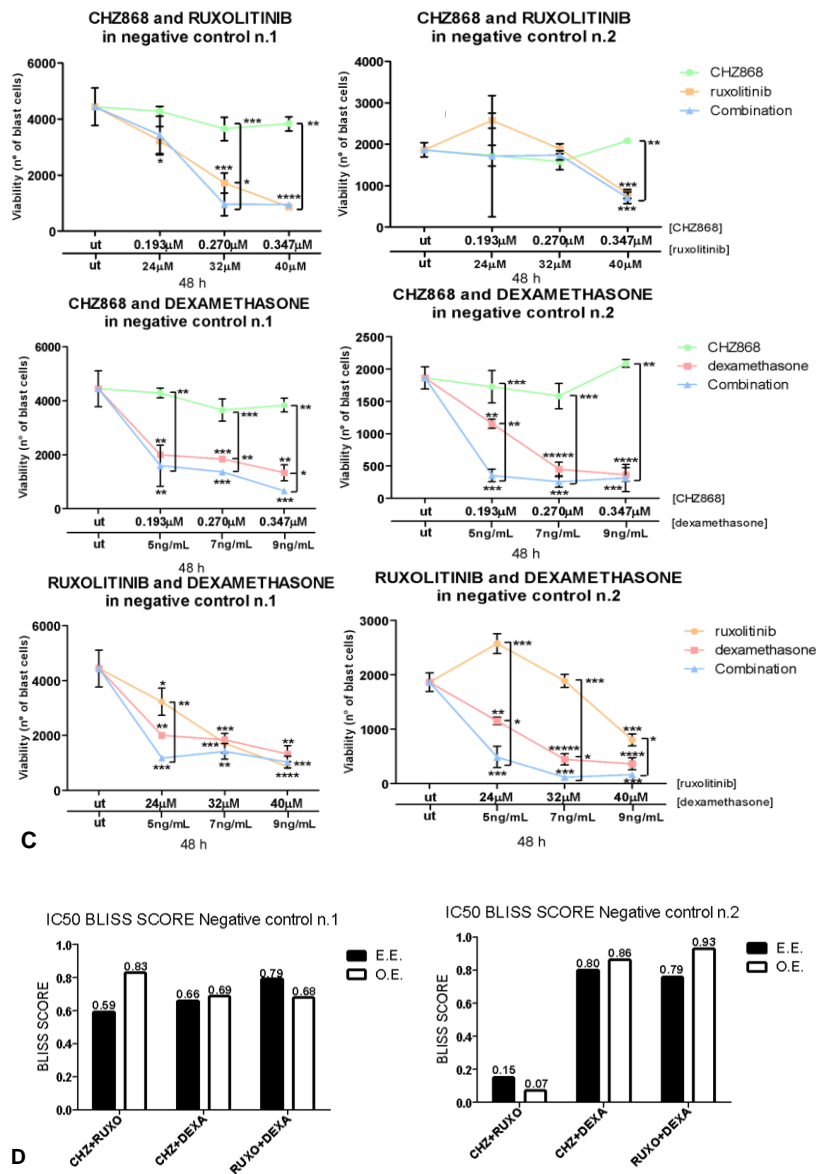 CHZ868 and RUXOLITINIB
in negative control n.1
Viability (n° of blast cells)
6000
4000
2000
0
*
***
***
*
****
**
ut 0.193µM 0.270µM 0.347µM
ut 24µM 32µM 40µM
48 h
CHZ868 and RUXOLITINIB
in negative control n.2
Viability (n° of blast cells)
4000
3000
2000
1000
0
**
***
***
CHZ868
ruxolitinib
Combination
ut 0.193µM 0.270µM 0.347µM
[CHZ868]
[ruxolitinib]
ut 24µM 32µM 40µM
48 h
CHZ868 and DEXAMETHASONE
in negative control n.1
Viability (n° of blast cells)
6000
4000
2000
0
**
**
**
***
***
**
***
**
**
*
***
ut 0.193µM 0.270µM 0.347µM
ut 5ng/mL 7ng/mL 9ng/mL
48 h
CHZ868 and DEXAMETHASONE
in negative control n.2
Viability (n° of blast cells)
2500
2000
1500
1000
500
0
***
**
**
***
***
*****
***
**
****
***
CHZ868
dexamethasone
Combination
ut 0.193µM 0.270µM 0.347µM
[CHZ868]
[dexamethasone]
ut 5ng/mL 7ng/mL 9ng/mL
48 h
RUXOLITINIB and DEXAMETHASONE
in negative control n.1
Viability (n° of blast cells)
6000
4000
2000
0
*
**
**
***
***
***
**
**
***
****
ut 24µM 32µM 40µM
ut 5ng/mL 7ng/mL 9ng/mL
48 h
RUXOLITINIB and DEXAMETHASONE
in negative control n.2
Viability (n° of blast cells)
3000
2000
1000
0
***
**
*
***
***
*****
*
***
***
*
****
***
ruxolitinib
dexamethasone
Combination
ut 24µM 32µM 40µM
[ruxolitinib]
[dexamethasone]
ut 5ng/mL 7ng/mL 9ng/mL
48 h
C
IC50 BLISS SCORE Negative control n.1
BLISS SCORE
1.0
0.8
0.6
0.4
0.2
0.0
0.59 0.83 0.66 0.69 0.79 0.68
E.E.
O.E.
CHZ+RUXO CHZ+DEXA RUXO+DEXA
IC50 BLISS SCORE Negative control n.2
BLISS SCORE
1.0
0.8
0.6
0.4
0.2
0.0
0.15 0.07 0.80 0.86 0.79 0.93
E.E.
O.E.
CHZ+RUXO CHZ+DEXA RUXO+DEXA
D